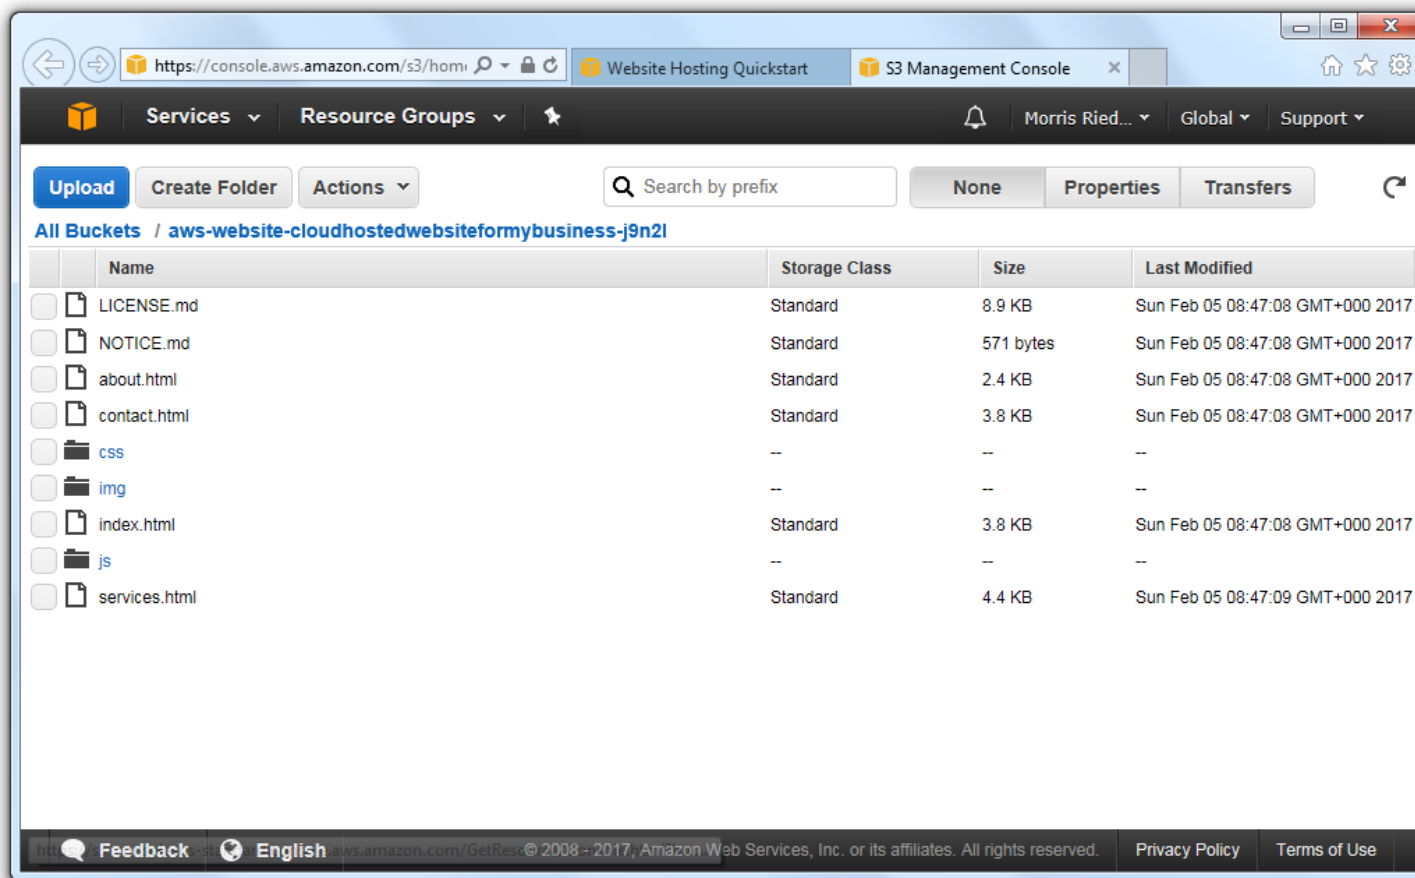 https://console.aws.amazon.com/s3/hom
Website Hosting Quickstart
S3 Management Console
Services
Resource Groups
Morris Ried...
Global
Support
Upload
Create Folder
Actions
Search by prefix
None
Properties
Transfers
All Buckets / aws-website-cloudhostedwebsiteformybusiness-j9n2l
Name Storage Class Size Last Modified
LICENSE.md Standard 8.9 KB Sun Feb 05 08:47:08 GMT+000 2017
NOTICE.md Standard 571 bytes Sun Feb 05 08:47:08 GMT+000 2017
about.html Standard 2.4 KB Sun Feb 05 08:47:08 GMT+000 2017
contact.html Standard 3.8 KB Sun Feb 05 08:47:08 GMT+000 2017
css -- -- --
img -- -- --
index.html Standard 3.8 KB Sun Feb 05 08:47:08 GMT+000 2017
js -- -- --
services.html Standard 4.4 KB Sun Feb 05 08:47:09 GMT+000 2017
Feedback
English
© 2008 - 2017, Amazon Web Services, Inc. or its affiliates. All rights reserved.
Privacy Policy
Terms of Use